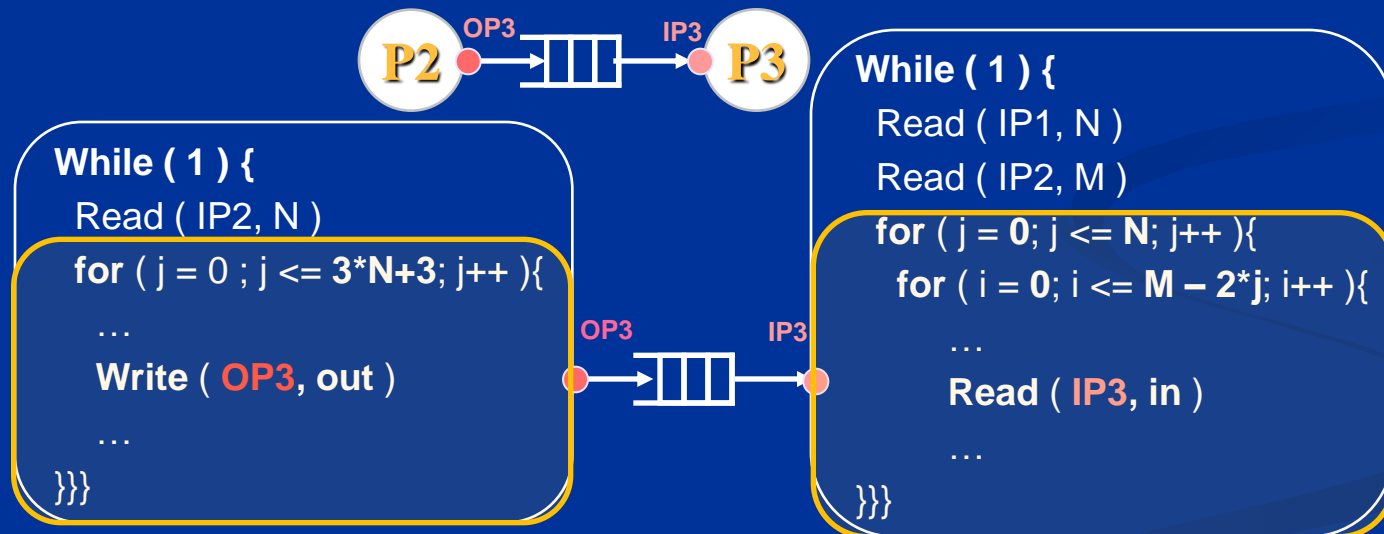 OP3
IP3
P2
P3
While ( 1 ) {
Read ( IP2, N )
for ( j = 0 ; j <= 3*N+3; j++ ){
…
Write ( OP3, out )
…
}}}
OP3
IP3
While ( 1 ) {
Read ( IP1, N )
Read ( IP2, M )
for ( j = 0; j <= N; j++ ){
for ( i = 0; i <= M – 2*j; i++ ){
…
Read ( IP3, in )
…
}}}